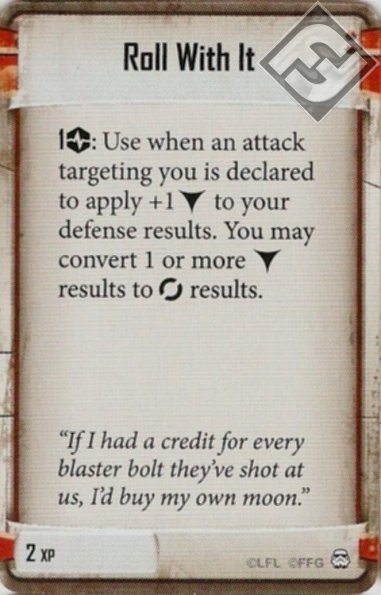 Roll With It
1: Use when an attack
targeting you is declared
to apply +1 to your
defense results. You may
convert 1 or more
results to results.
“If I had a credit for every
blaster bolt they’ve shot at
us, I’d buy my own moon.”
2 XP
©LFL ©FFG